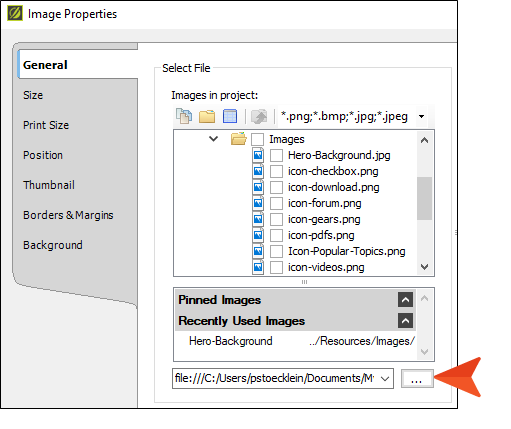 Image Properties
General
Size
Print Size
Position
Thumbnail
Borders & Margins
Background
Select File
Images in project:
*.png;*.bmp;*.jpg;*.jpeg
Images
Hero-Background.jpg
icon-checkbox.png
icon-download.png
icon-forum.png
icon-gears.png
icon-pdfs.png
Icon-Popular-Topics.png
icon-videos.png
Pinned Images
Recently Used Images
Hero-Background ../Resources/Images/
file:///C:/Users/pstoecklein/Documents/M
...